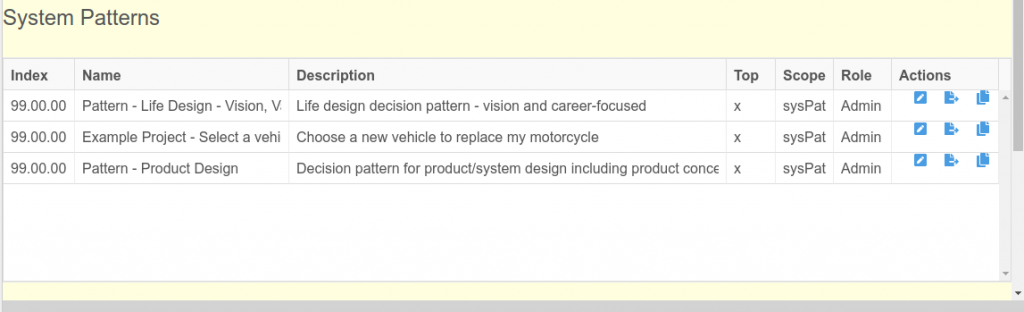 System Patterns
Index Name Description Top Scope Role Actions
99.00.00 Pattern - Life Design - Vision, Life design decision pattern - vision and career-focused x sysPat Admin
99.00.00 Example Project - Select a vehi Choose a new vehicle to replace my motorcycle x sysPat Admin
99.00.00 Pattern - Product Design Decision pattern for product/system design including product conce x sysPat Admin